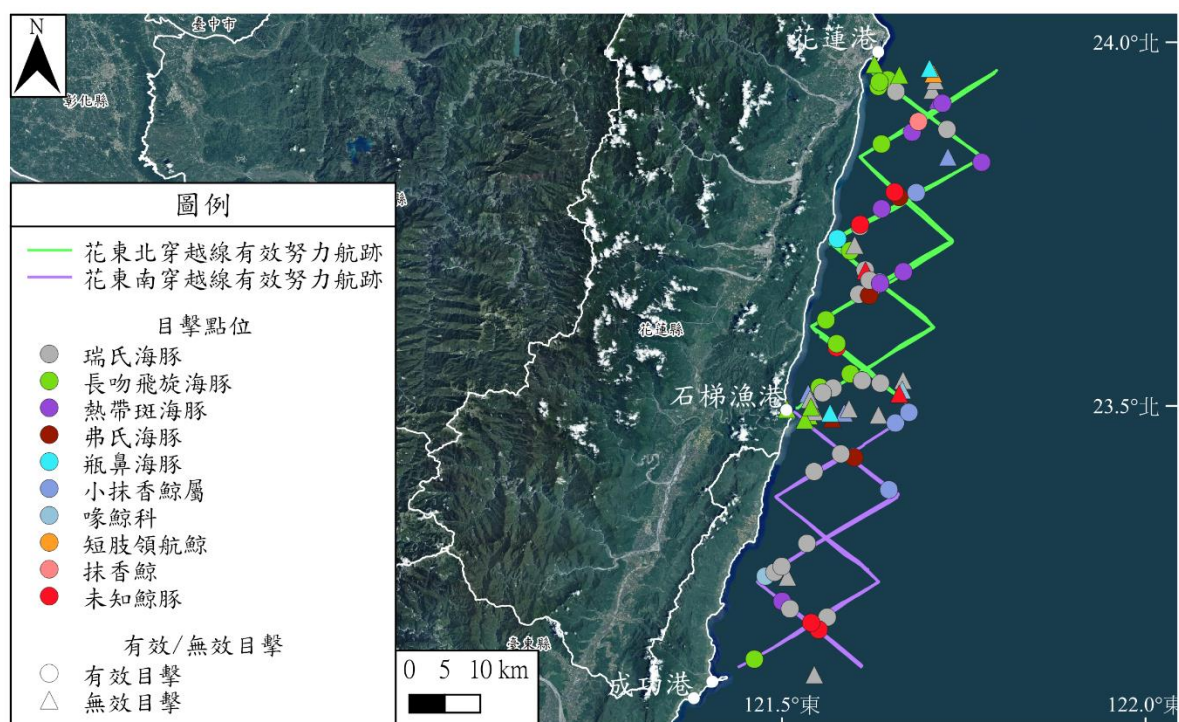 N
臺中市
彰化縣
花蓮港
24.0°北
縣
圖例
花東北穿越線有效努力航跡
花東南穿越線有效努力航跡
目擊點位
瑞氏海豚
長吻飛旋海豚
熱帶斑海豚
弗氏海豚
瓶鼻海豚
小抹香鯨屬
喙鯨科
短肢領航鯨
抹香鯨
未知鯨豚
有效/無效目擊
有效目擊
無效目擊
花蓮縣
石梯漁港
23.5°北
臺東縣
0 5 10 km
成功港
121.5°東
122.0°東